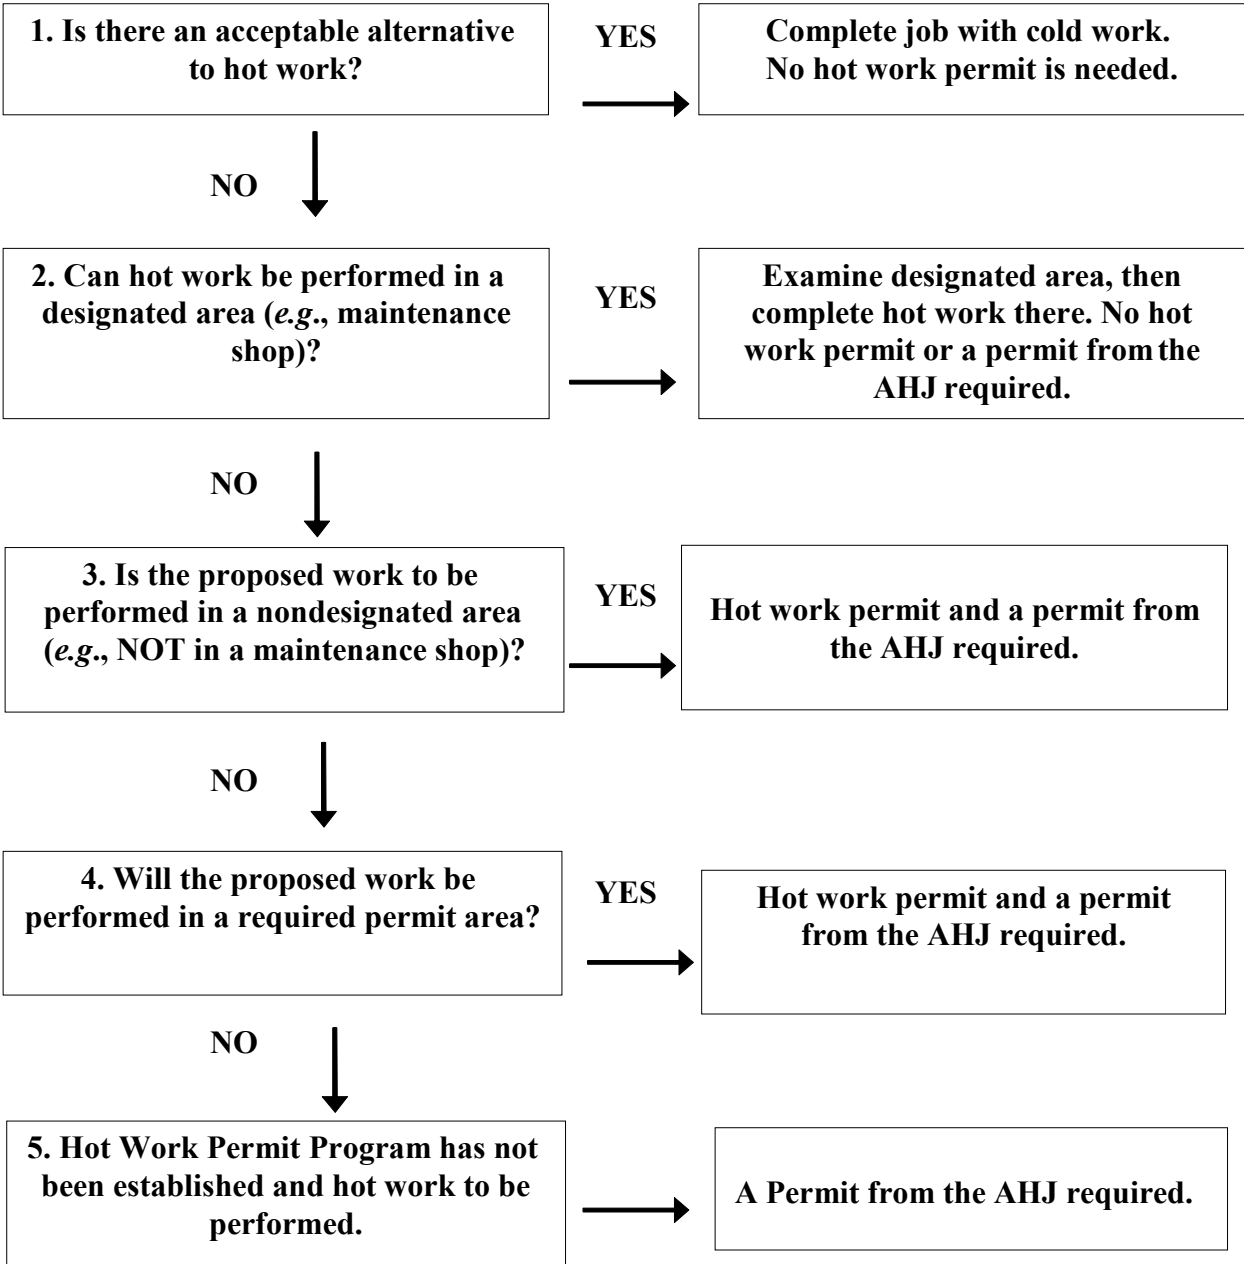 1. Is there an acceptable alternative
to hot work?
YES
Complete job with cold work.
No hot work permit is needed.
NO
2. Can hot work be performed in a
designated area (e.g., maintenance
shop)?
YES
Examine designated area, then
complete hot work there. No hot
work permit or a permit from the
AHJ required.
NO
3. Is the proposed work to be
performed in a nondesignated area
(e.g., NOT in a maintenance shop)?
YES
Hot work permit and a permit from
the AHJ required.
NO
4. Will the proposed work be
performed in a required permit area?
YES
Hot work permit and a permit
from the AHJ required.
NO
5. Hot Work Permit Program has not
been established and hot work to be
performed.
A Permit from the AHJ required.